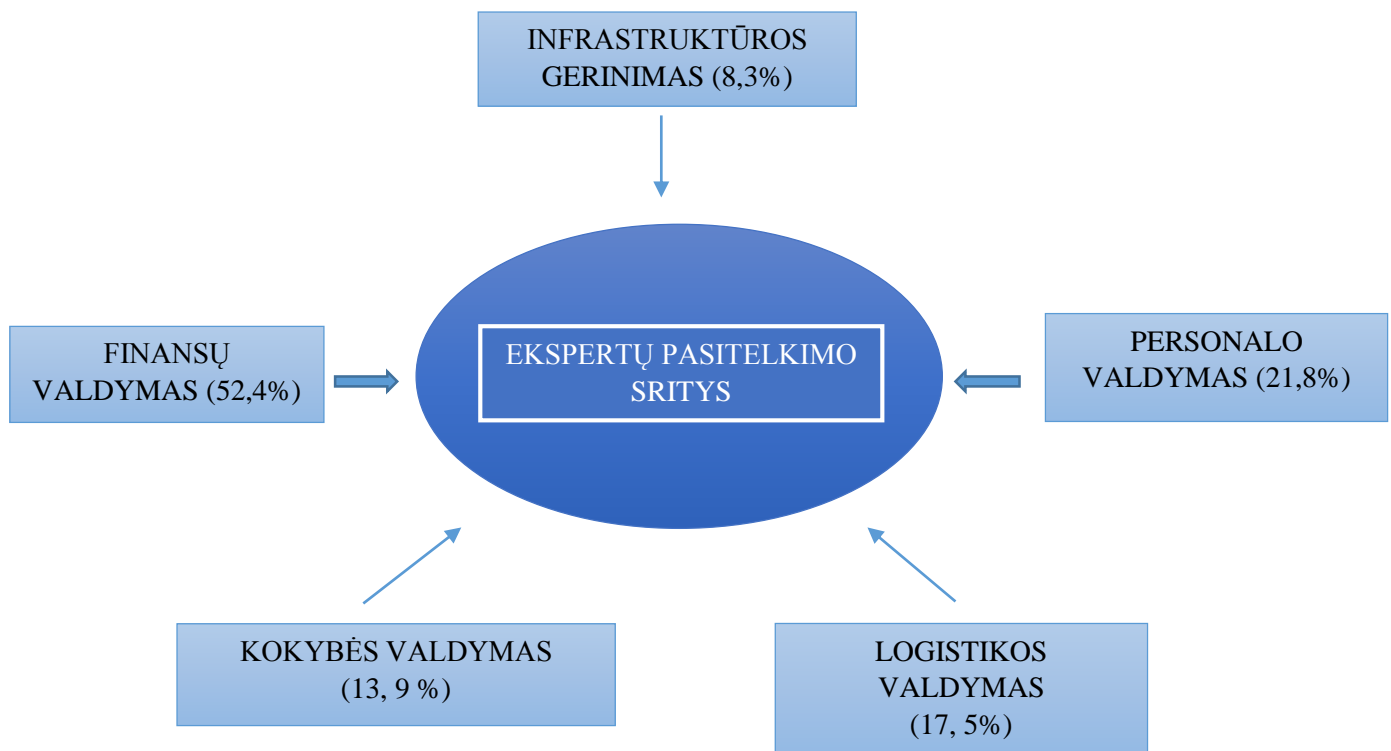 INFRASTRUKTŪROS
GERINIMAS (8,3%)
FINANSŲ
VALDYMAS (52,4%)
EKSPERTŲ PASITELKIMO
SRITYS
PERSONALO
VALDYMAS (21,8%)
KOKYBĖS VALDYMAS
(13, 9 %)
LOGISTIKOS
VALDYMAS
(17, 5%)